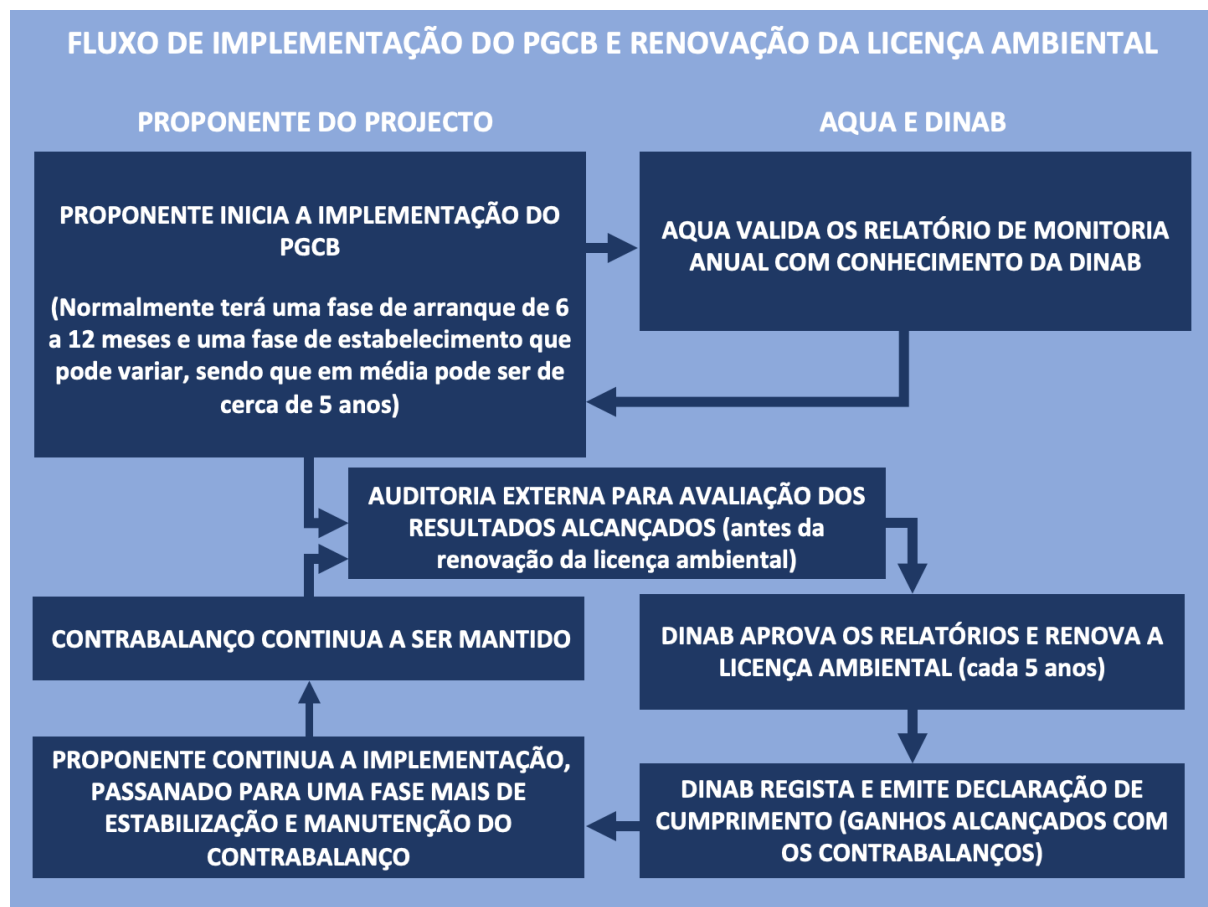 FLUXO DE IMPLEMENTAÇÃO DO PGCB E RENOVAÇÃO DA LICENÇA AMBIENTAL
PROPONENTE DO PROJECTO
AQUA E DINAB
PROPONENTE INICIA A IMPLEMENTAÇÃO DO
PGCB
(Normalmente terá uma fase de arranque de 6
a 12 meses e uma fase de estabelecimento que
pode variar, sendo que em média pode ser de
cerca de 5 anos)
AQUA VALIDA OS RELATÓRIO DE MONITORIA
ANUAL COM CONHECIMENTO DA DINAB
AUDITORIA EXTERNA PARA AVALIAÇÃO DOS
RESULTADOS ALCANÇADOS (antes da
renovação da licença ambiental)
DINAB APROVA OS RELATÓRIOS E RENOVA A
LICENÇA AMBIENTAL (cada 5 anos)
DINAB REGISTA E EMITE DECLARAÇÃO DE
CUMPRIMENTO (GANHOS ALCANÇADOS COM
OS CONTRABALANÇOS)
PROPONENTE CONTINUA A IMPLEMENTAÇÃO,
PASSANADO PARA UMA FASE MAIS DE
ESTABILIZAÇÃO E MANUTENÇÃO DO
CONTRABALANÇO
CONTRABALANÇO CONTINUA A SER MANTIDO